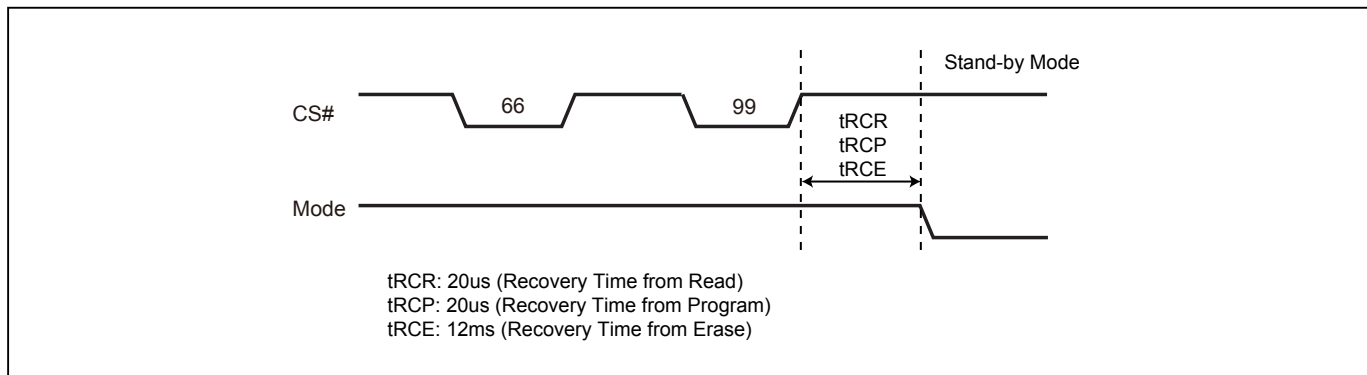 Stand-by Mode
CS#
66
99
tRCR
tRCP
tRCE
Mode
tRCR: 20us (Recovery Time from Read)
tRCP: 20us (Recovery Time from Program)
tRCE: 12ms (Recovery Time from Erase)